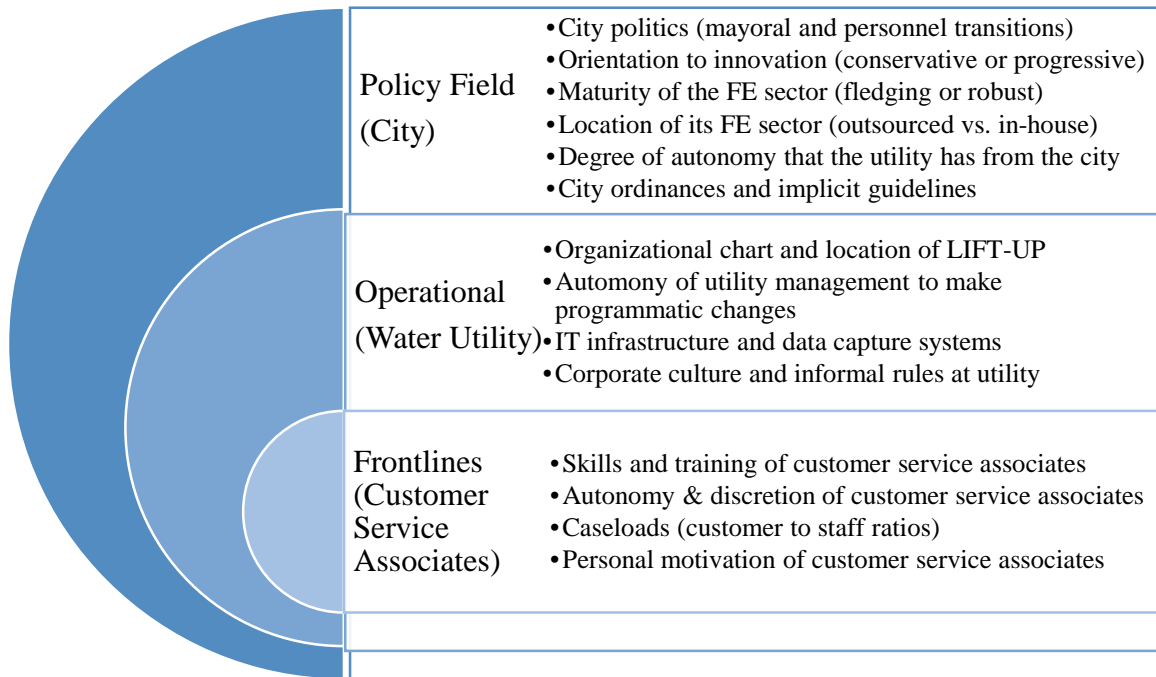 Policy Field
(City)
•City politics (mayoral and personnel transitions)
•Orientation to innovation (conservative or progressive)
•Maturity of the FE sector (fledging or robust)
•Location of its FE sector (outsourced vs. in-house)
•Degree of autonomy that the utility has from the city
•City ordinances and implicit guidelines
Operational
(Water Utility)
•Organizational chart and location of LIFT-UP
•Automony of utility management to make
programmatic changes
•IT infrastructure and data capture systems
•Corporate culture and informal rules at utility
Frontlines
(Customer
Service
Associates)
•Skills and training of customer service associates
•Autonomy & discretion of customer service associates
•Caseloads (customer to staff ratios)
•Personal motivation of customer service associates